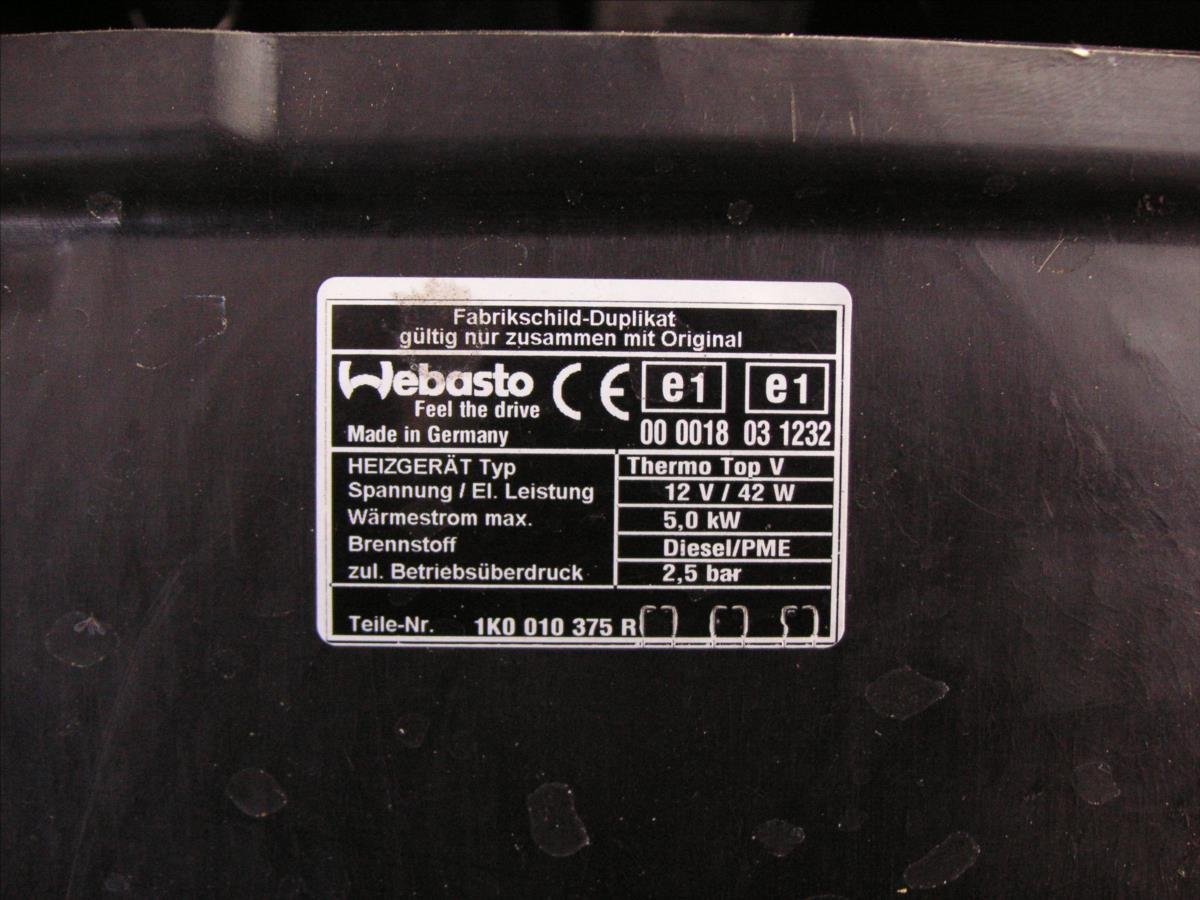 Fabrikschild-Duplikat
gültig nur zusammen mit Original
Webasto CE e1 e1
Feel the drive
Made in Germany 00 0018 03 1232
HEIZGERÄT Typ Thermo Top V
Spannung / El. Leistung 12 V / 42 W
Wärmestrom max. 5,0 kW
Brennstoff Diesel/PME
zul. Betriebsüberdruck 2,5 bar
Teile-Nr. 1K0 010 375 R